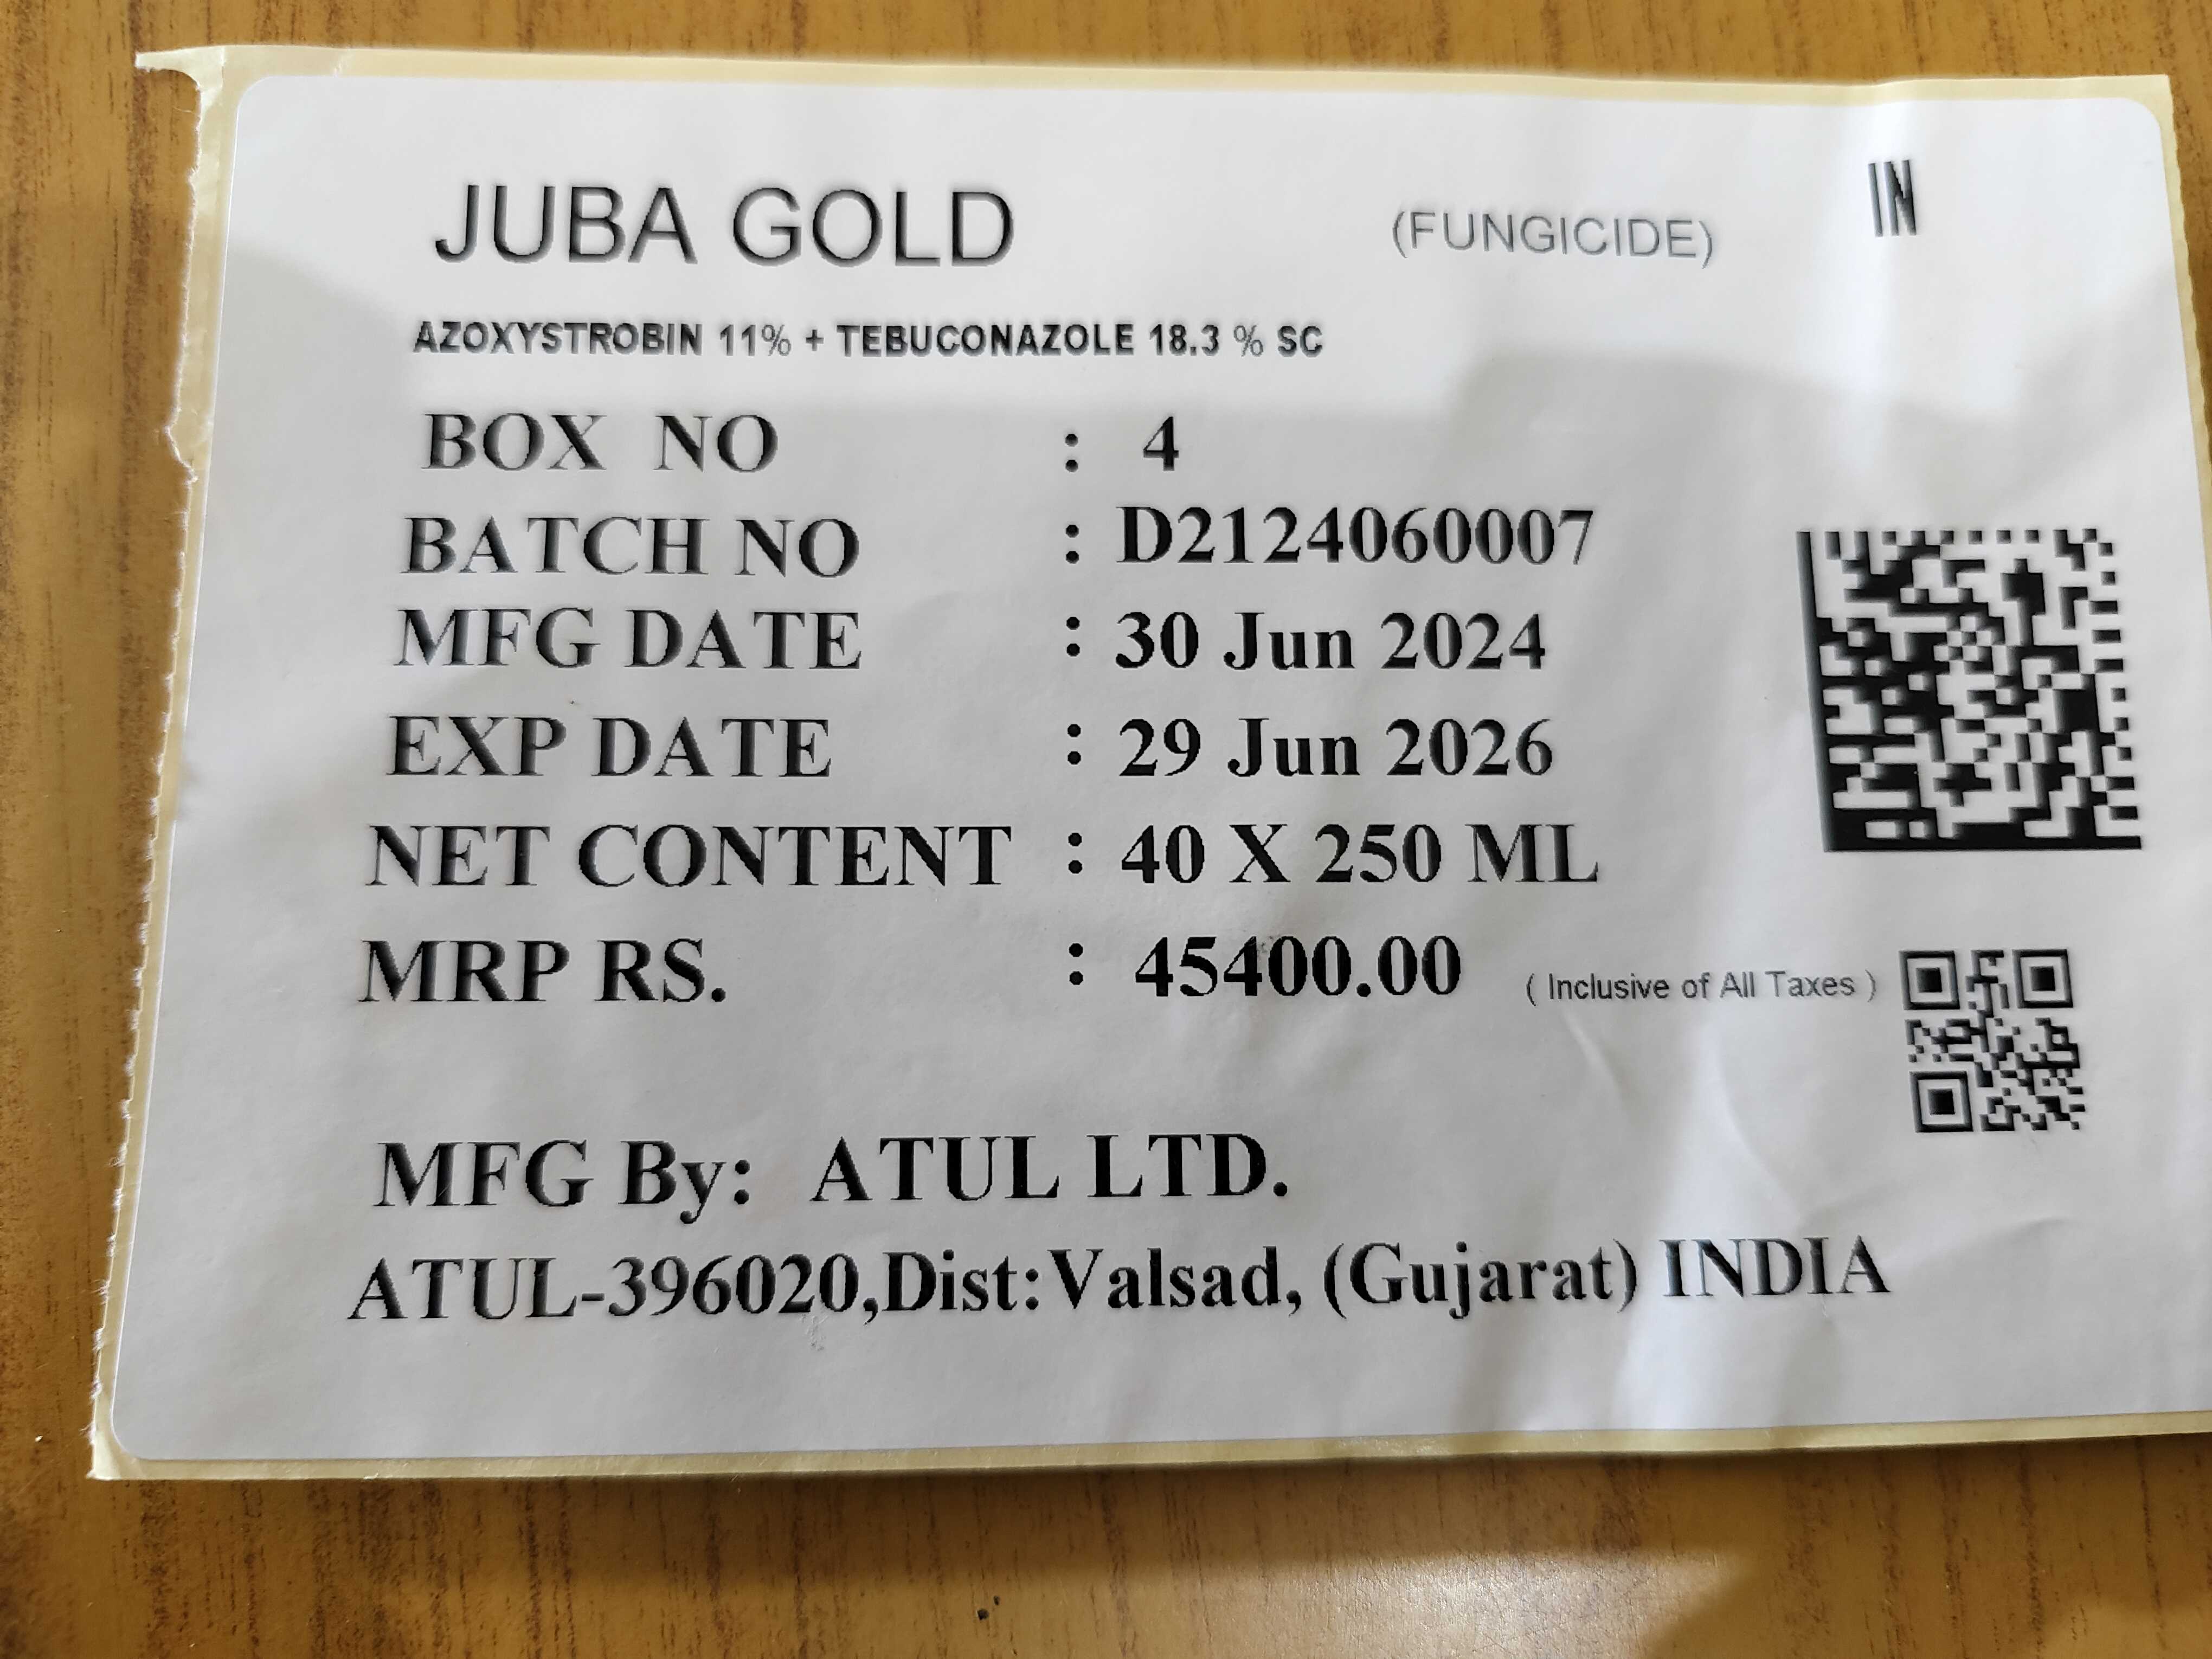 JUBA GOLD (FUNGICIDE) IN
AZOXYSTROBIN 11% + TEBUCONAZOLE 18.3 % SC
BOX NO : 4
BATCH NO : D2124060007
MFG DATE : 30 Jun 2024
EXP DATE : 29 Jun 2026
NET CONTENT : 40 X 250 ML
MRP RS. : 45400.00 ( Inclusive of All Taxes )
MFG By: ATUL LTD.
ATUL-396020,Dist:Valsad, (Gujarat) INDIA